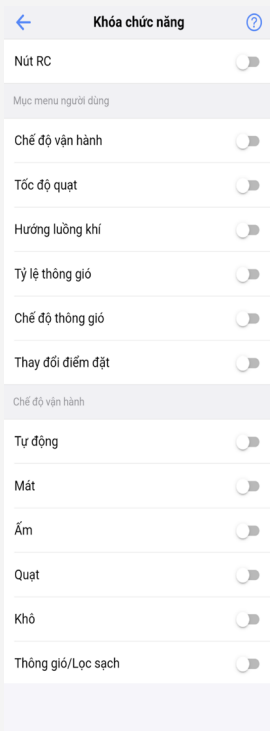 Khóa chức năng
Nút RC
Mục menu người dùng
Chế độ vận hành
Tốc độ quạt
Hướng luồng khí
Tỷ lệ thông gió
Chế độ thông gió
Thay đổi điểm đặt
Chế độ vận hành
Tự động
Mát
Ấm
Quạt
Khô
Thông gió/Lọc sạch